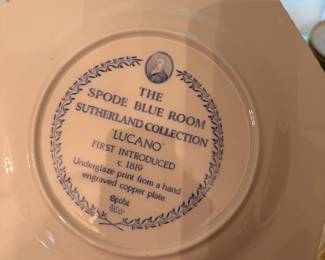 THE
SPODE BLUE ROOM
SUTHERLAND COLLECTION
'LUCANO'
FIRST INTRODUCED
c 1819
Underglaze print from a hand
engraved copper plate
Spode